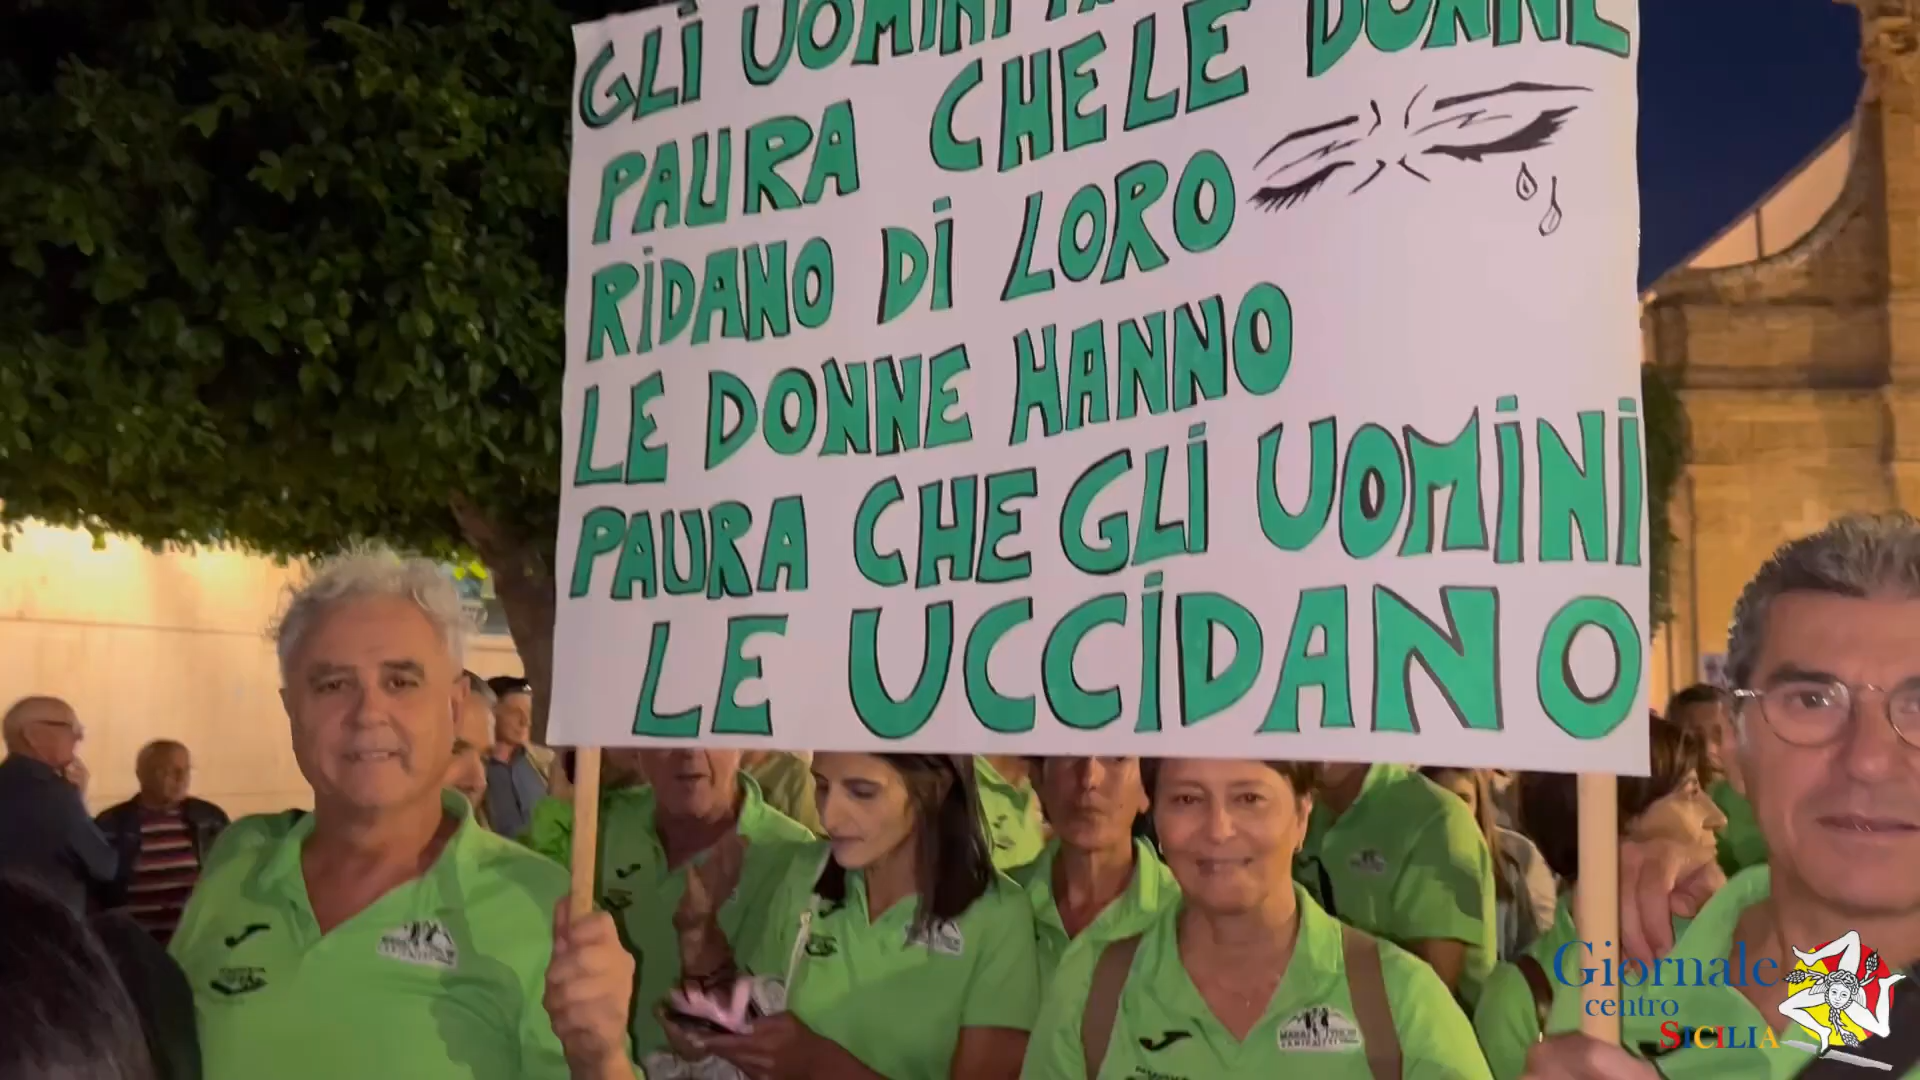 GLi UOMiNi
PAURA CHE LE DONNE
RiDANO Di LORO
LE DONNE HANNO
PAURA CHE GLi UOMiNi
LE UCCiDANO
Giornale
centro
SICILIA